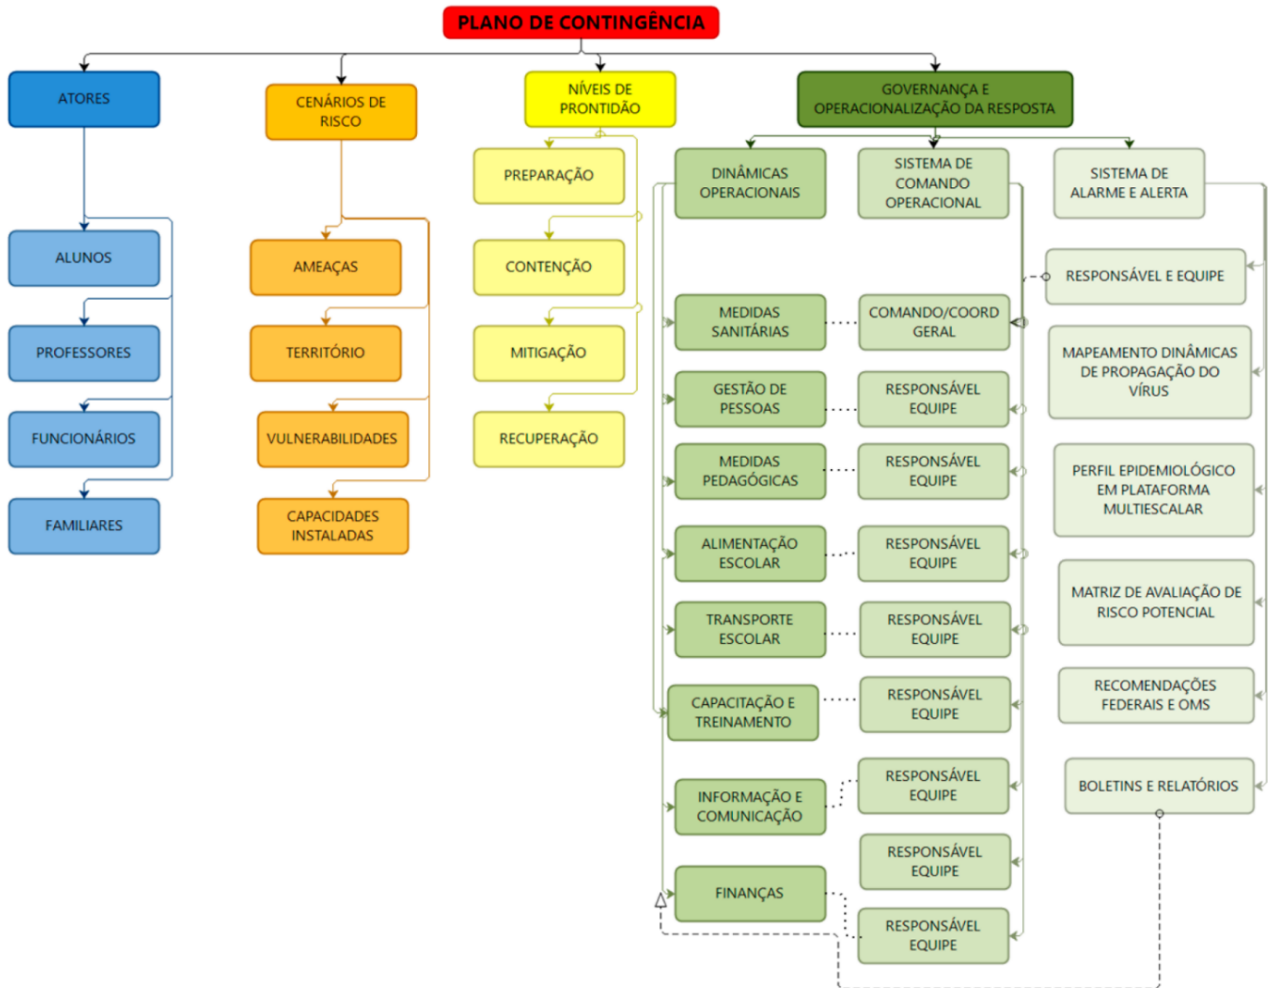 PLANO DE CONTINGÊNCIA
ATORES
ALUNOS
PROFESSORES
FUNCIONÁRIOS
FAMILIARES
CENÁRIOS DE
RISCO
AMEAÇAS
TERRITÓRIO
VULNERABILIDADES
CAPACIDADES
INSTALADAS
NÍVEIS DE
PRONTIDÃO
PREPARAÇÃO
CONTENÇÃO
MITIGAÇÃO
RECUPERAÇÃO
GOVERNANÇA E
OPERACIONALIZAÇÃO DA RESPOSTA
DINÂMICAS
OPERACIONAIS
MEDIDAS
SANITÁRIAS
GESTÃO DE
PESSOAS
MEDIDAS
PEDAGÓGICAS
ALIMENTAÇÃO
ESCOLAR
TRANSPORTE
ESCOLAR
CAPACITAÇÃO E
TREINAMENTO
INFORMAÇÃO E
COMUNICAÇÃO
FINANÇAS
SISTEMA DE
COMANDO
OPERACIONAL
COMANDO/COORD
GERAL
RESPONSÁVEL
EQUIPE
RESPONSÁVEL
EQUIPE
RESPONSÁVEL
EQUIPE
RESPONSÁVEL
EQUIPE
RESPONSÁVEL
EQUIPE
RESPONSÁVEL
EQUIPE
RESPONSÁVEL
EQUIPE
RESPONSÁVEL
EQUIPE
SISTEMA DE
ALARME E ALERTA
RESPONSÁVEL E EQUIPE
MAPEAMENTO DINÂMICAS
DE PROPAGAÇÃO DO
VÍRUS
PERFIL EPIDEMIOLÓGICO
EM PLATAFORMA
MULTIESCALAR
MATRIZ DE AVALIAÇÃO DE
RISCO POTENCIAL
RECOMENDAÇÕES
FEDERAIS E OMS
BOLETINS E RELATÓRIOS